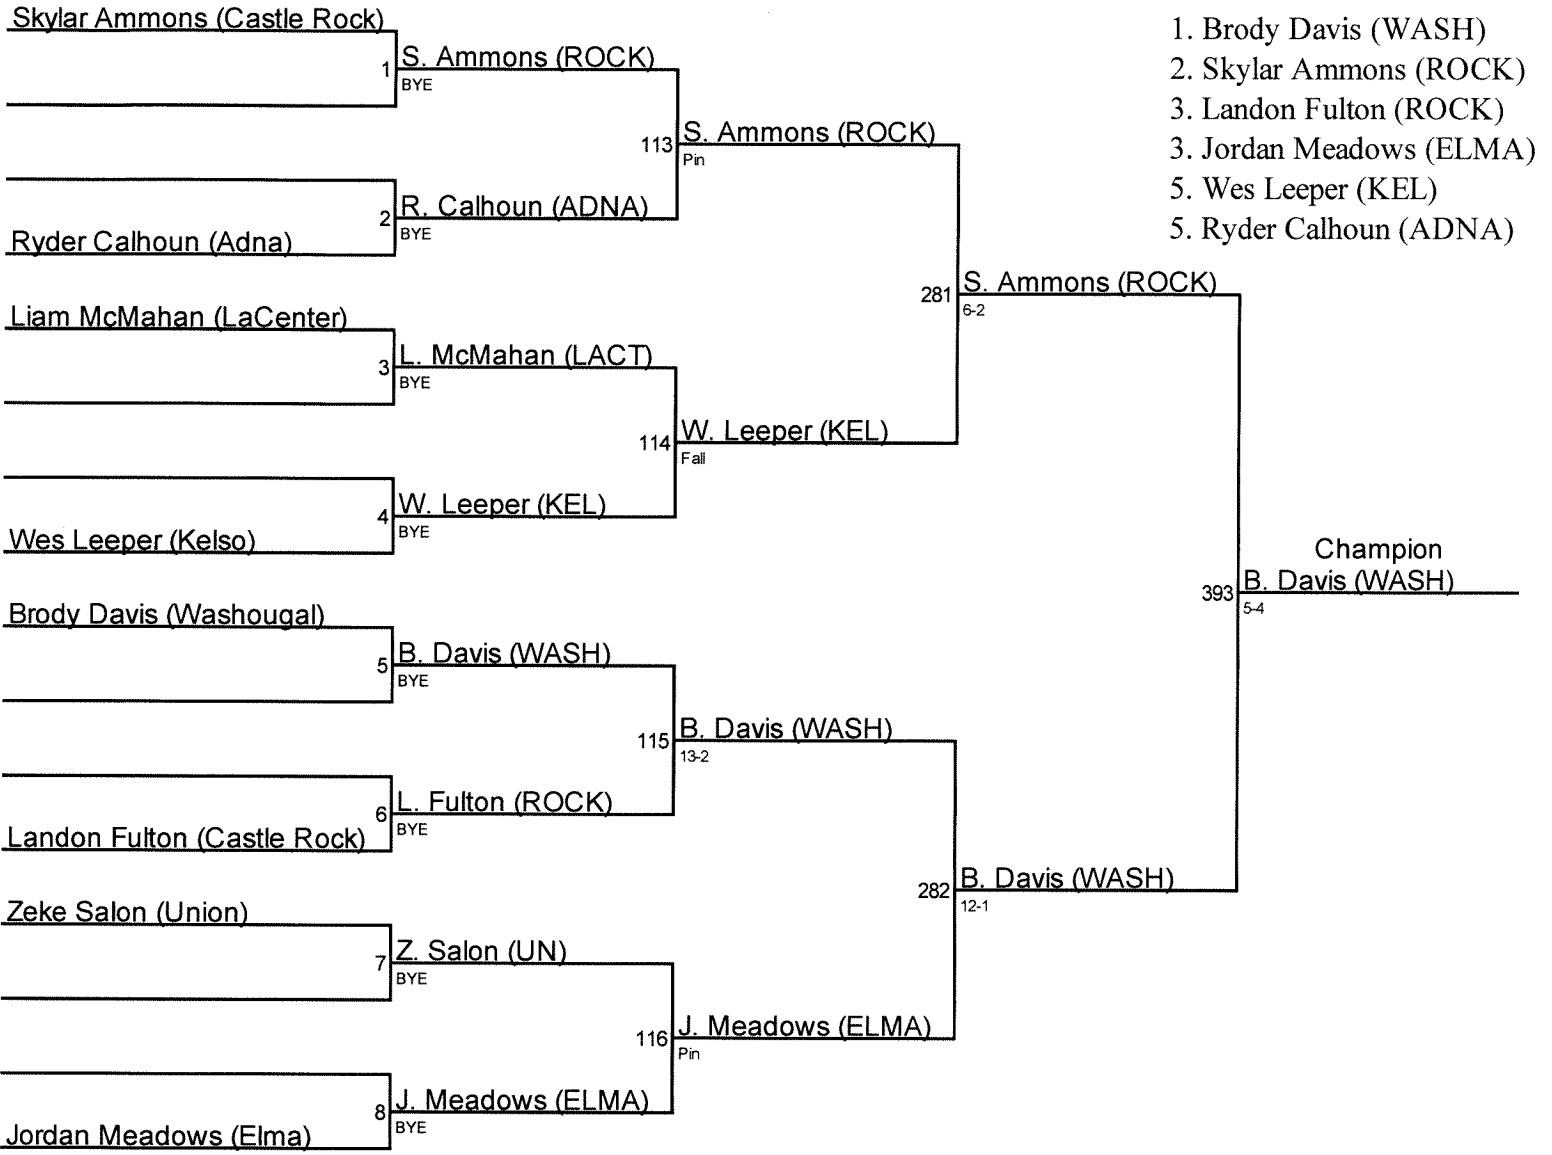 Skylar Ammons (Castle Rock)
1
S. Ammons (ROCK)
BYE
113
S. Ammons (ROCK)
Pin
2
R. Calhoun (ADNA)
BYE
Ryder Calhoun (Adna)
281
S. Ammons (ROCK)
6-2
Liam McMahan (LaCenter)
3
L. McMahan (LACT)
BYE
114
W. Leeper (KEL)
Fall
4
W. Leeper (KEL)
BYE
Wes Leeper (Kelso)
Champion
393
B. Davis (WASH)
5-4
Brody Davis (Washougal)
5
B. Davis (WASH)
BYE
115
B. Davis (WASH)
13-2
6
L. Fulton (ROCK)
BYE
Landon Fulton (Castle Rock)
282
B. Davis (WASH)
12-1
Zeke Salon (Union)
7
Z. Salon (UN)
BYE
116
J. Meadows (ELMA)
Pin
8
J. Meadows (ELMA)
BYE
Jordan Meadows (Elma)
1. Brody Davis (WASH)
2. Skylar Ammons (ROCK)
3. Landon Fulton (ROCK)
3. Jordan Meadows (ELMA)
5. Wes Leeper (KEL)
5. Ryder Calhoun (ADNA)